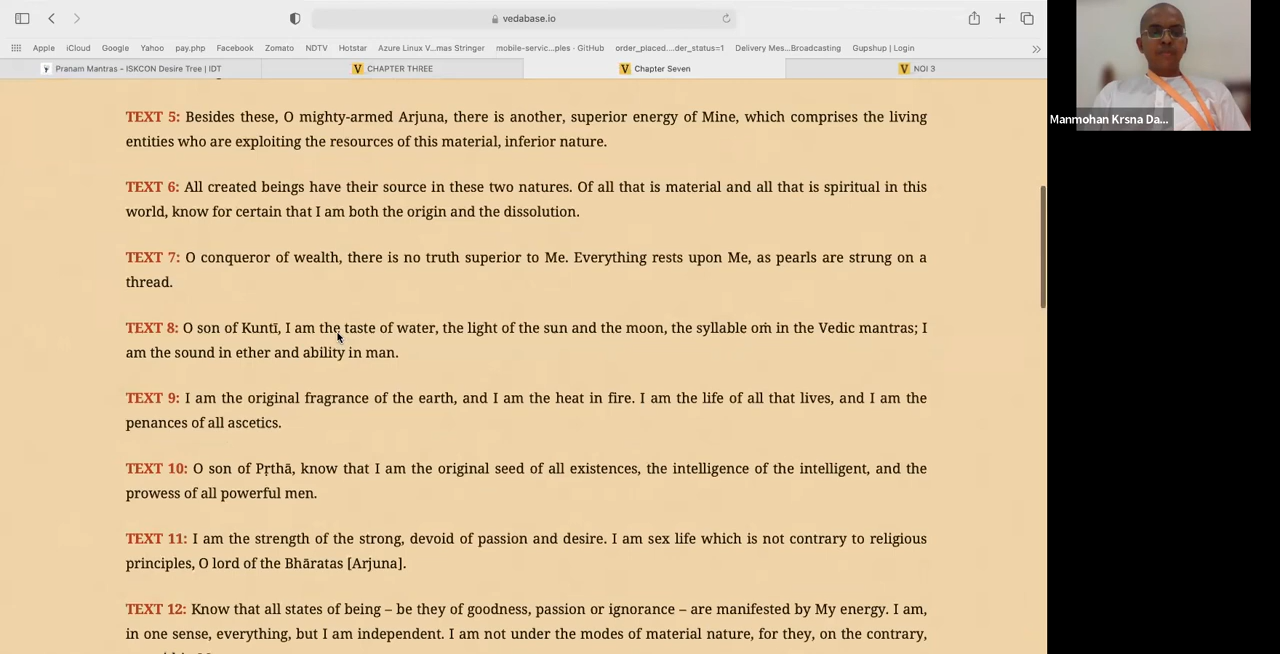 vedabase.io
Apple iCloud Google Yahoo pay.php Facebook Zomato NDTV Hotstar Azure Linux V...mas Stringer mobile-servic...ples · GitHub order_placed....der_status=1 Delivery Mes...Broadcasting Gupshup | Login
Pranam Mantras – ISKCON Desire Tree | IDT CHAPTER THREE Chapter Seven NOI 3
Manmohan Krsna Da...
TEXT 5: Besides these, O mighty-armed Arjuna, there is another, superior energy of Mine, which comprises the living
entities who are exploiting the resources of this material, inferior nature.
TEXT 6: All created beings have their source in these two natures. Of all that is material and all that is spiritual in this
world, know for certain that I am both the origin and the dissolution.
TEXT 7: O conqueror of wealth, there is no truth superior to Me. Everything rests upon Me, as pearls are strung on a
thread.
TEXT 8: O son of Kuntī, I am the taste of water, the light of the sun and the moon, the syllable oṁ in the Vedic mantras; I
am the sound in ether and ability in man.
TEXT 9: I am the original fragrance of the earth, and I am the heat in fire. I am the life of all that lives, and I am the
penances of all ascetics.
TEXT 10: O son of Pṛthā, know that I am the original seed of all existences, the intelligence of the intelligent, and the
prowess of all powerful men.
TEXT 11: I am the strength of the strong, devoid of passion and desire. I am sex life which is not contrary to religious
principles, O lord of the Bhāratas [Arjuna].
TEXT 12: Know that all states of being – be they of goodness, passion or ignorance – are manifested by My energy. I am,
in one sense, everything, but I am independent. I am not under the modes of material nature, for they, on the contrary,